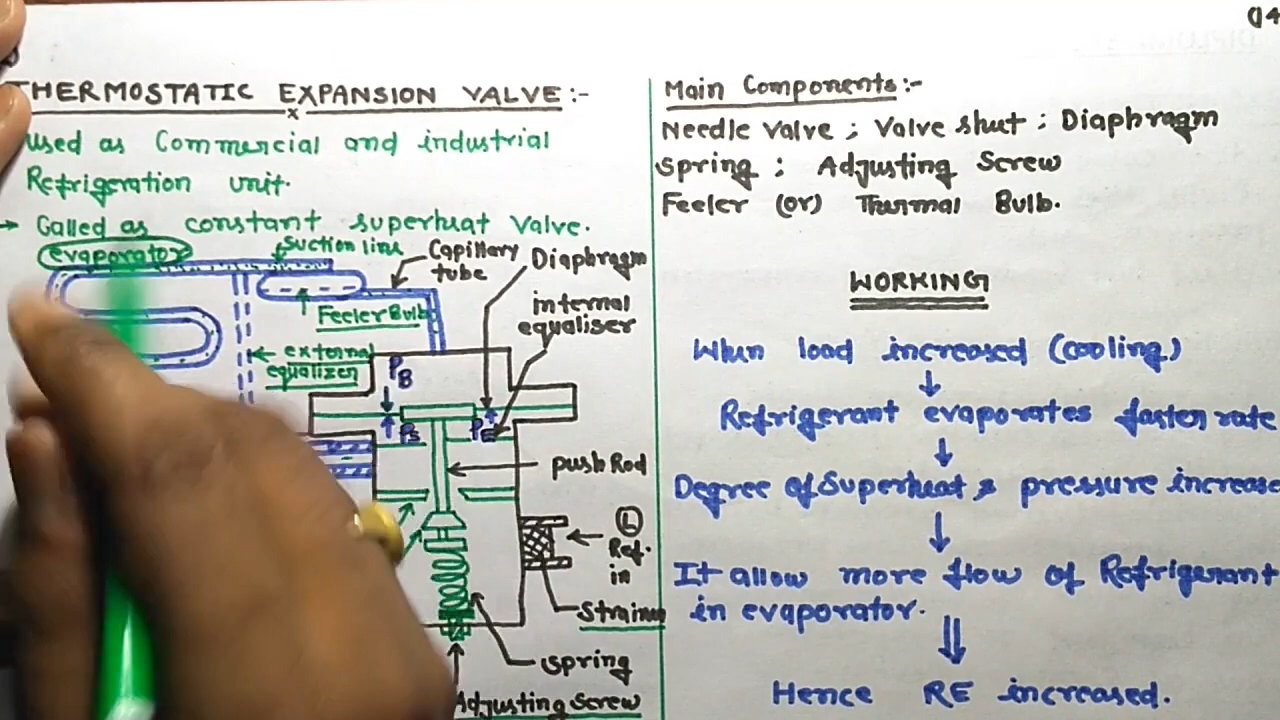 (14
THERMOSTATIC EXPANSION VALVE:-
used as Commercial and industrial
Refrigeration unit.
→ Called as constant superheat valve.
evaporator
suction line
Capillary
tube
Diaphragm
Feeler Bulb
internal
equaliser
external
equalizer
PB
Ps
PE
push Rod
L
Ref.
in
Strainer
spring
Adjusting Screw
Main Components:-
Needle valve ; Valve shut ; Diaphragm
spring ; Adjusting Screw
Feeler (or) Thurmal Bulb.
WORKING
When load increased (cooling)
↓
Refrigerant evaporates faster rate
↓
Degree of Superheat & pressure increase
↓
It allow more flow of Refrigerant
in evaporator.
⇓
Hence RE increased.